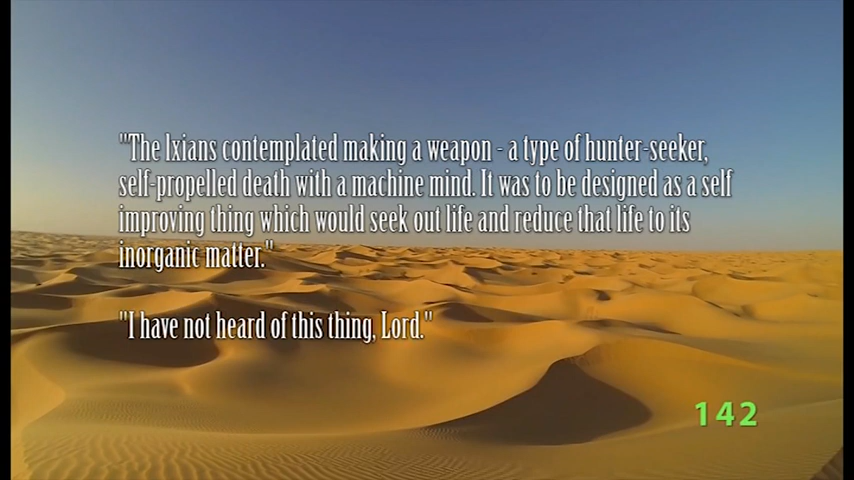 "The Ixians contemplated making a weapon - a type of hunter-seeker,
self-propelled death with a machine mind. It was to be designed as a self
improving thing which would seek out life and reduce that life to its
inorganic matter."
"I have not heard of this thing, Lord."
142